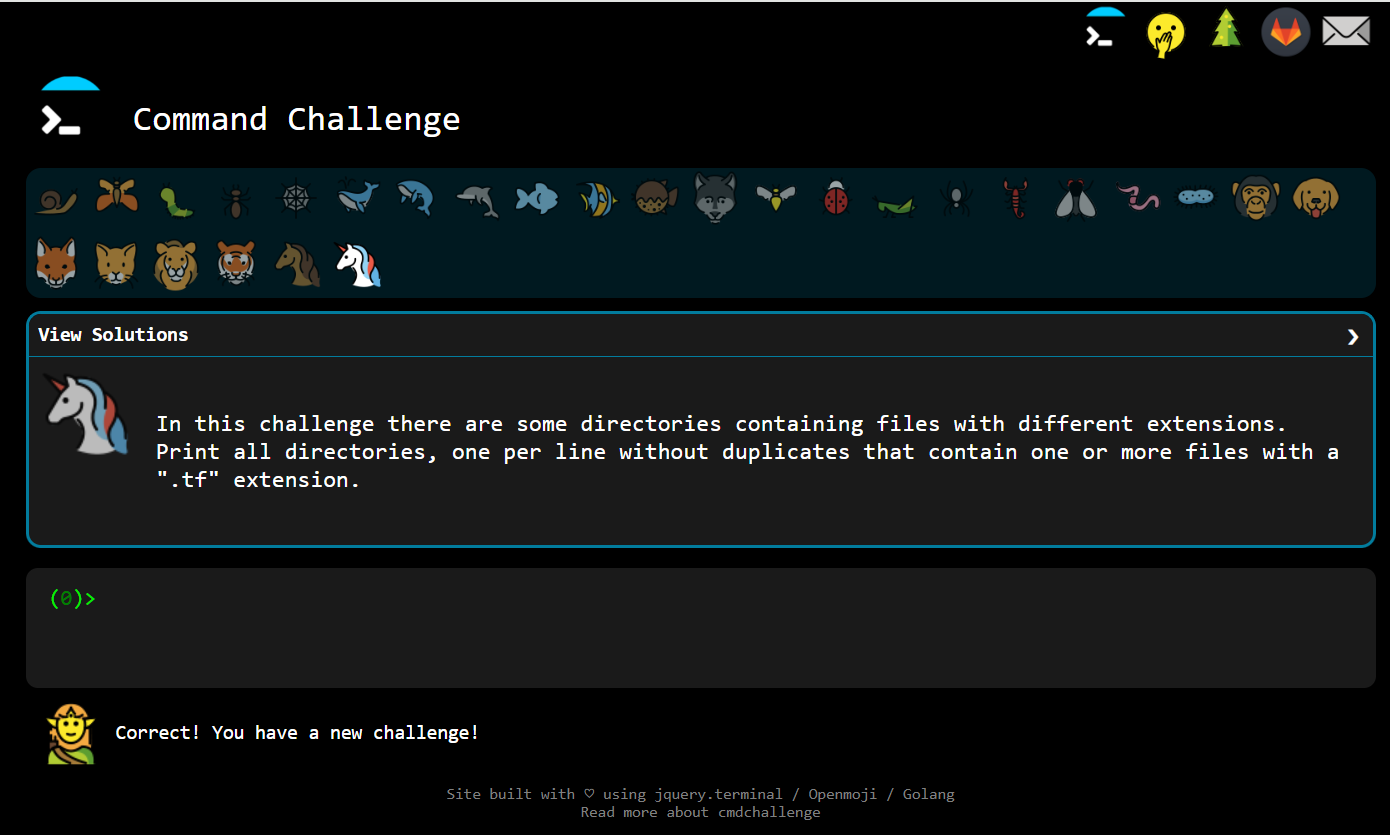 Command Challenge
View Solutions
In this challenge there are some directories containing files with different extensions.
Print all directories, one per line without duplicates that contain one or more files with a
".tf" extension.
(0)>
Correct! You have a new challenge!
Site built with ♡ using jquery.terminal / Openmoji / Golang
Read more about cmdchallenge